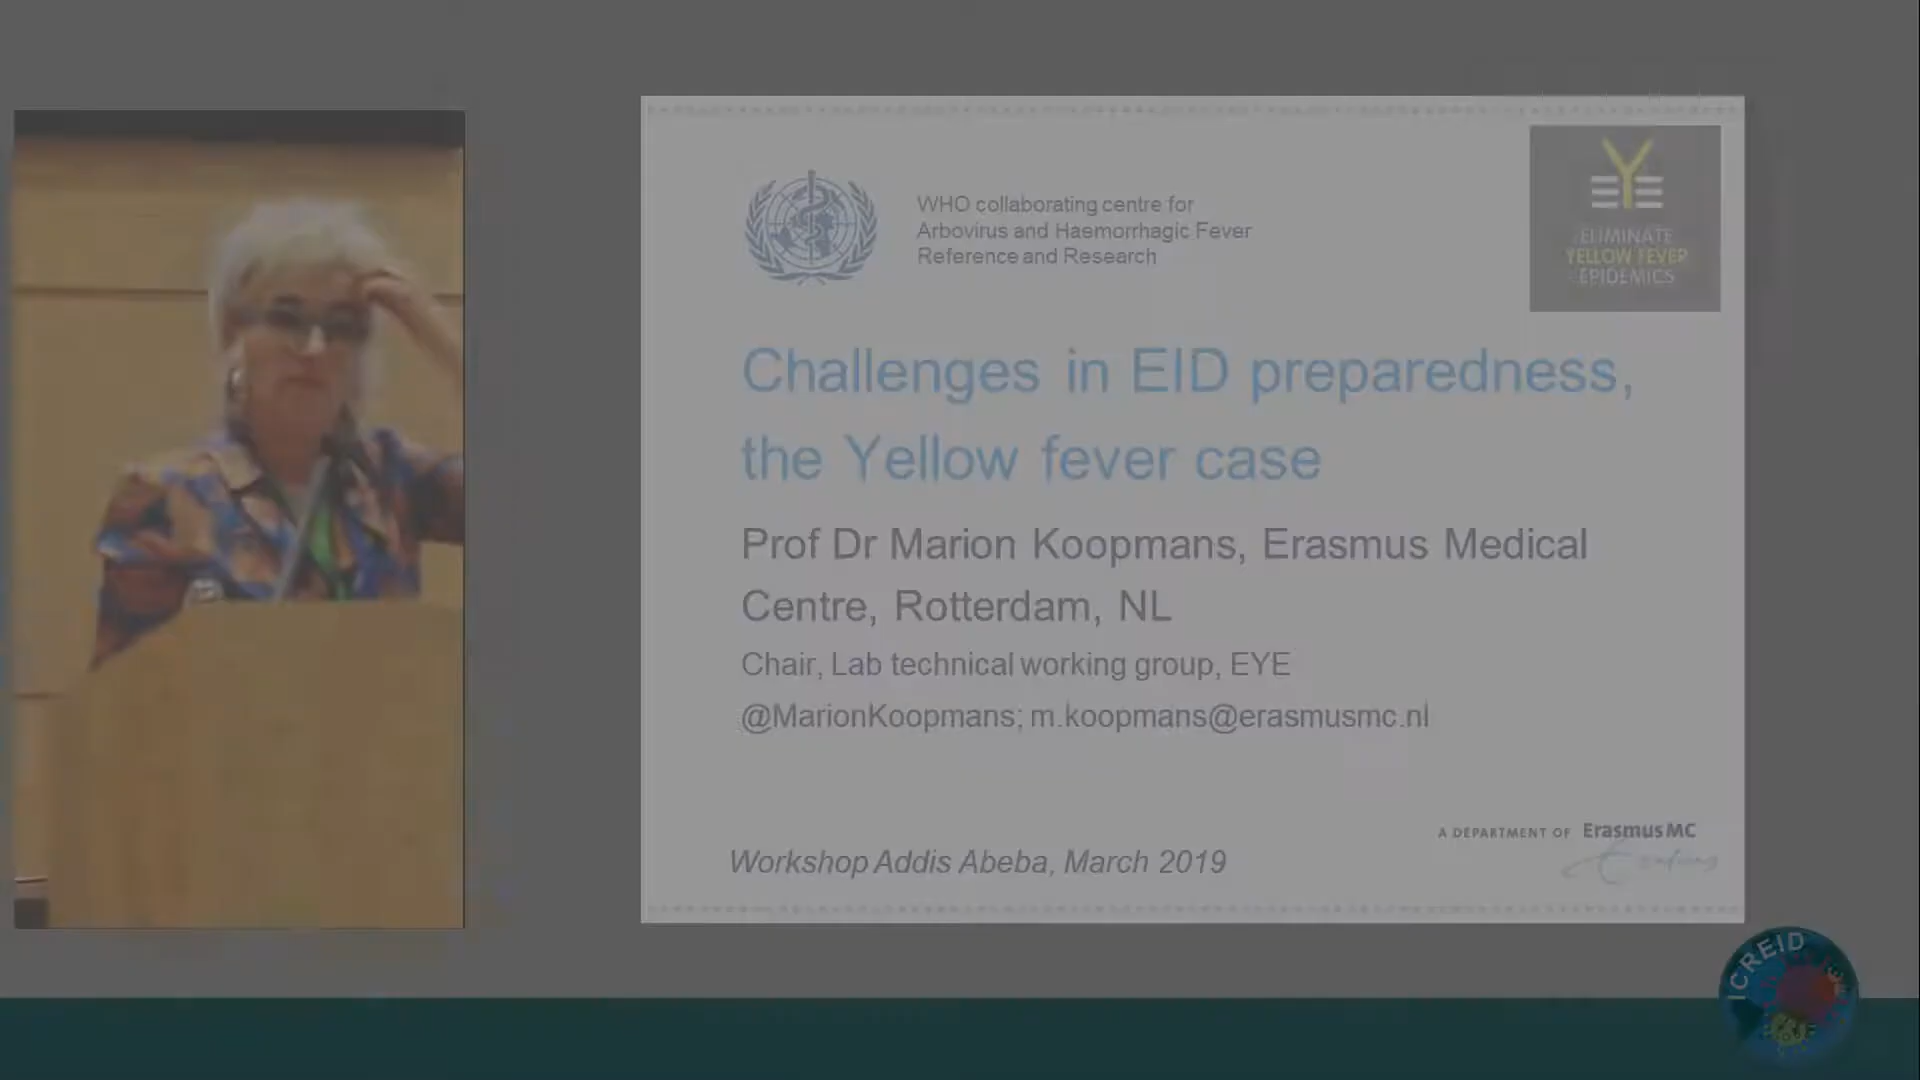 WHO collaborating centre for
Arbovirus and Haemorrhagic Fever
Reference and Research
ELIMINATE
YELLOW FEVER
EPIDEMICS
Challenges in EID preparedness,
the Yellow fever case
Prof Dr Marion Koopmans, Erasmus Medical
Centre, Rotterdam, NL
Chair, Lab technical working group, EYE
@MarionKoopmans; m.koopmans@erasmusmc.nl
A DEPARTMENT OF Erasmus MC
Erasmus
Workshop Addis Abeba, March 2019
ICREID